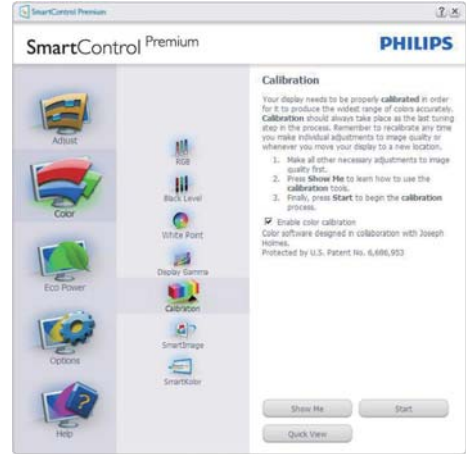 SmartControl Premium
SmartControl Premium
PHILIPS
Adjust
Color
Eco Power
Options
Help
RGB
Black Level
White Point
Display Gamma
Calibration
SmartImage
SmartKolor
Calibration
Your display needs to be properly calibrated in order
for it to produce the widest range of colors accurately.
Calibration should always take place as the last tuning
step in the process. Remember to recalibrate any time
you make individual adjustments to image quality or
whenever you move your display to a new location.
1. Make all other necessary adjustments to image
quality first.
2. Press Show Me to learn how to use the
calibration tools.
3. Finally, press Start to begin the calibration
process.
Enable color calibration
Color software designed in collaboration with Joseph
Holmes.
Protected by U.S. Patent No. 6,686,953
Show Me
Start
Quick View